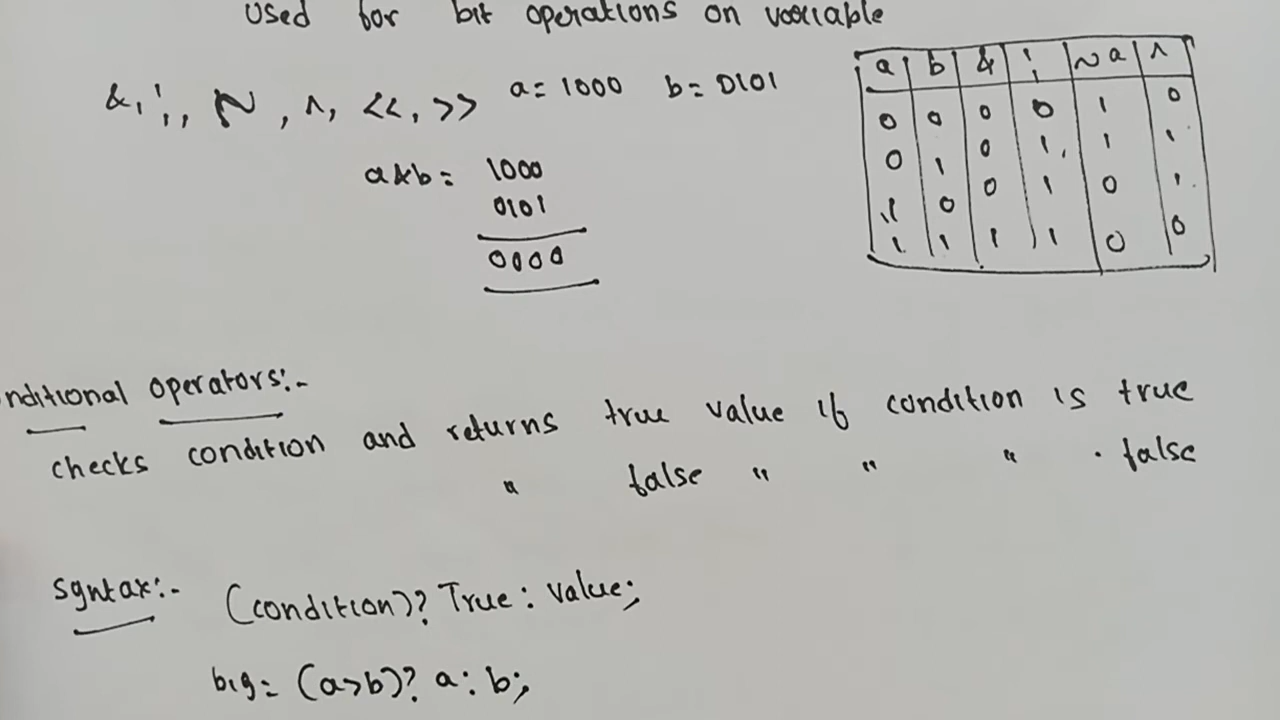 Used for bit operations on variable
&, ¦, ~, ^, <<, >> a = 1000 b = 0101
a&b = 1000
0101
0000
a b & ¦ ~a ^
0 0 0 0 1 0
0 1 0 1 1 1
1 0 0 1 0 1
1 1 1 1 0 0
nditional operators:-
checks condition and returns true value if condition is true
" false " " " . false
syntax:- (condition)? True : value;
big = (a>b)? a : b;